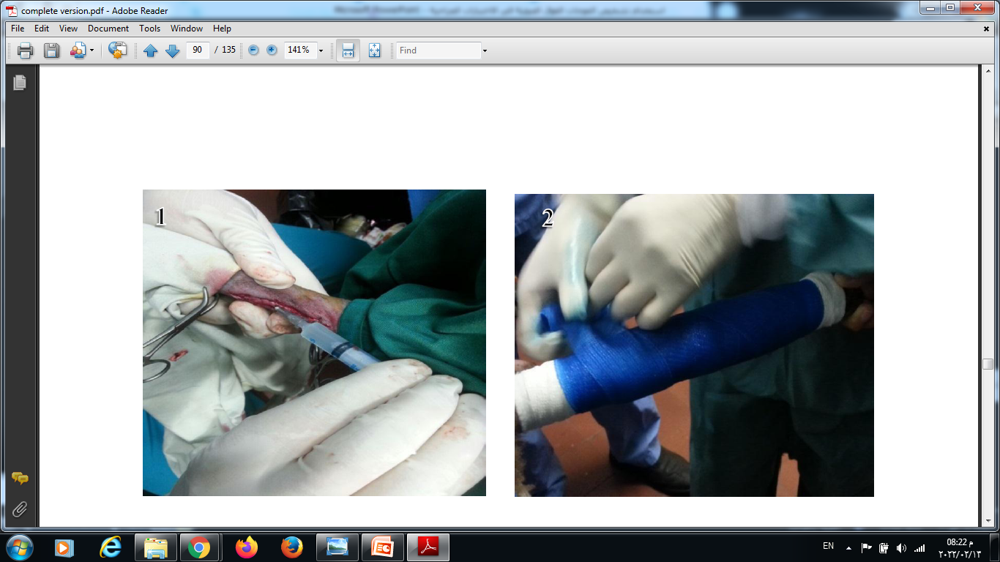 complete version.pdf - Adobe Reader
File Edit View Document Tools Window Help
90 / 135 141% Find
1
2
EN
08:22 م
٢٠٢٢/٠٢/١٣